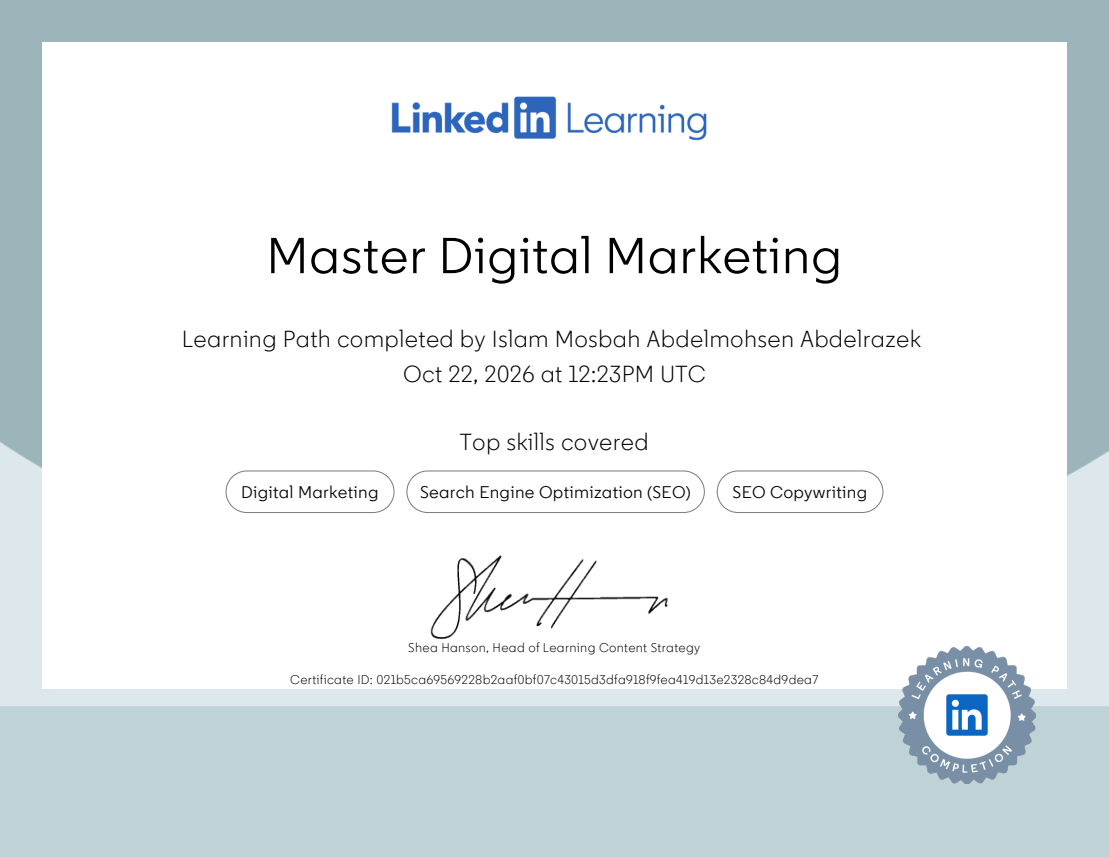 Linkedin Learning
Master Digital Marketing
Learning Path completed by Islam Mosbah Abdelmohsen Abdelrazek
Oct 22, 2026 at 12:23PM UTC
Top skills covered
Digital Marketing
Search Engine Optimization (SEO)
SEO Copywriting
Shea Hanson, Head of Learning Content Strategy
Certificate ID: 021b5ca69569228b2aaf0bf07c43015d3dfa918f9fea419d13e2328c84d9dea7
LEARNING PATH
in
COMPLETION